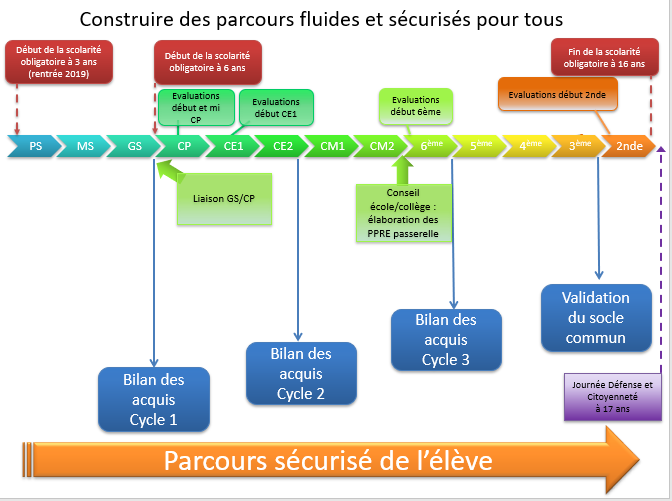 Construire des parcours fluides et sécurisés pour tous
Début de la scolarité
obligatoire à 3 ans
(rentrée 2019)
Début de la scolarité
obligatoire à 6 ans
Fin de la scolarité
obligatoire à 16 ans
Evaluations
début et mi
CP
Evaluations
début CE1
Evaluations
début 6ème
Evaluations début 2nde
PS
MS
GS
CP
CE1
CE2
CM1
CM2
6ème
5ème
4ème
3ème
2nde
Liaison GS/CP
Conseil
école/collège :
élaboration des
PPRE passerelle
Bilan des
acquis
Cycle 1
Bilan des
acquis
Cycle 2
Bilan des
acquis
Cycle 3
Validation
du socle
commun
Journée Défense et
Citoyenneté
à 17 ans
Parcours sécurisé de l’élève